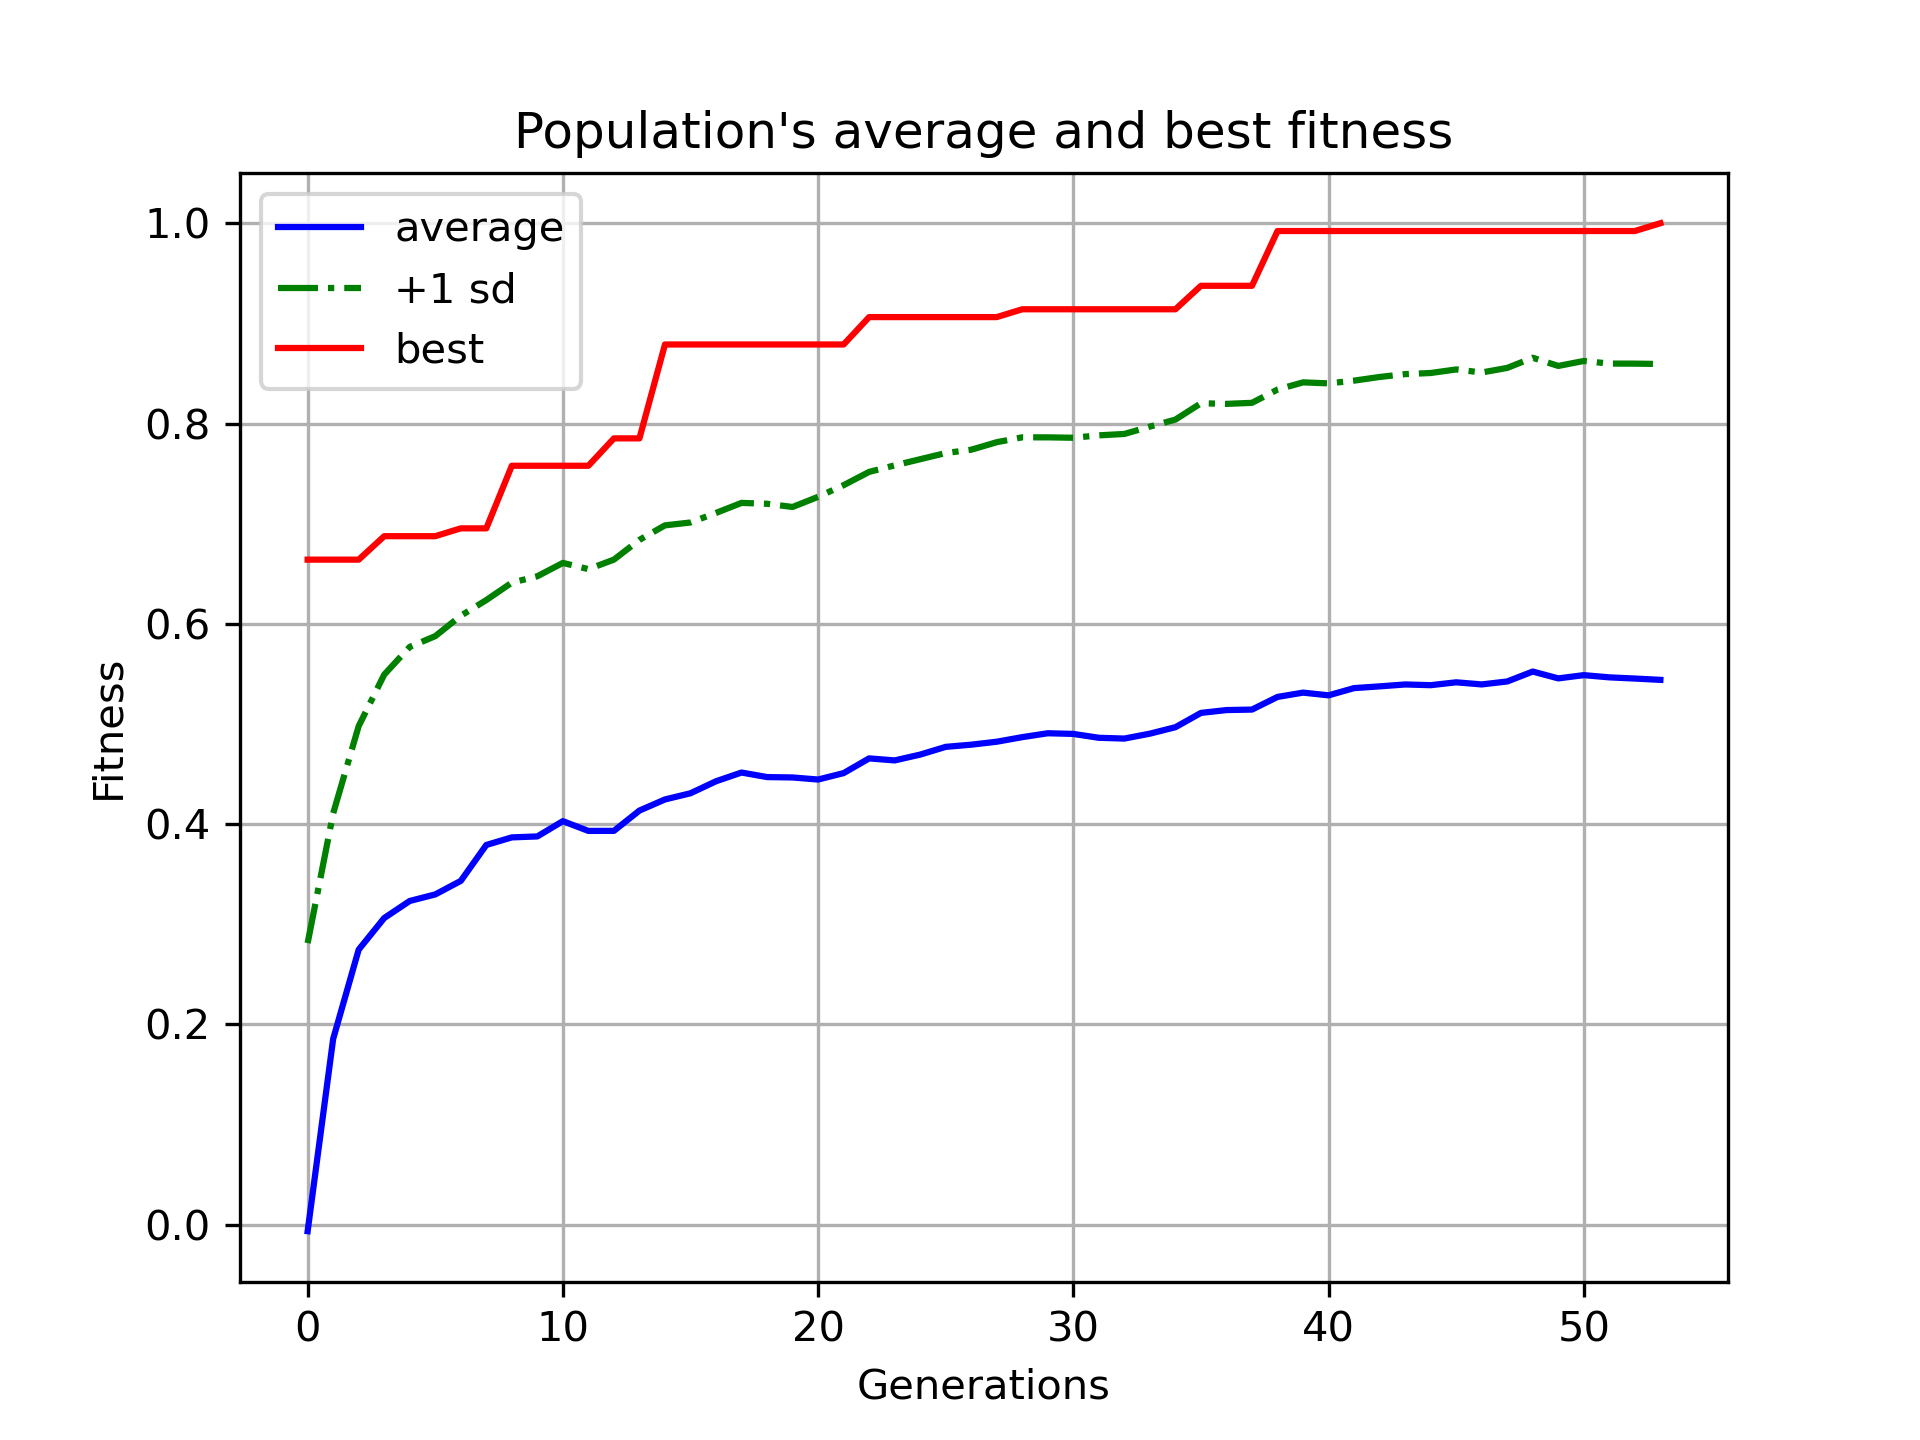 Population's average and best fitness
average
+1 sd
best
1.0
0.8
0.6
0.4
0.2
0.0
Fitness
0 10 20 30 40 50
Generations